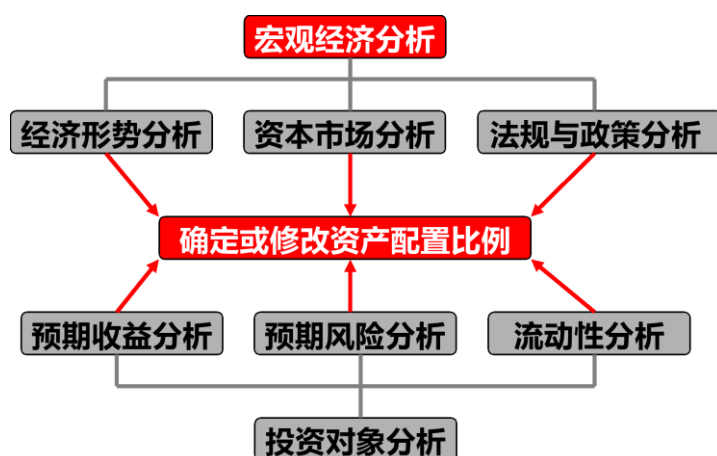 宏观经济分析
经济形势分析
资本市场分析
法规与政策分析
确定或修改资产配置比例
预期收益分析
预期风险分析
流动性分析
投资对象分析